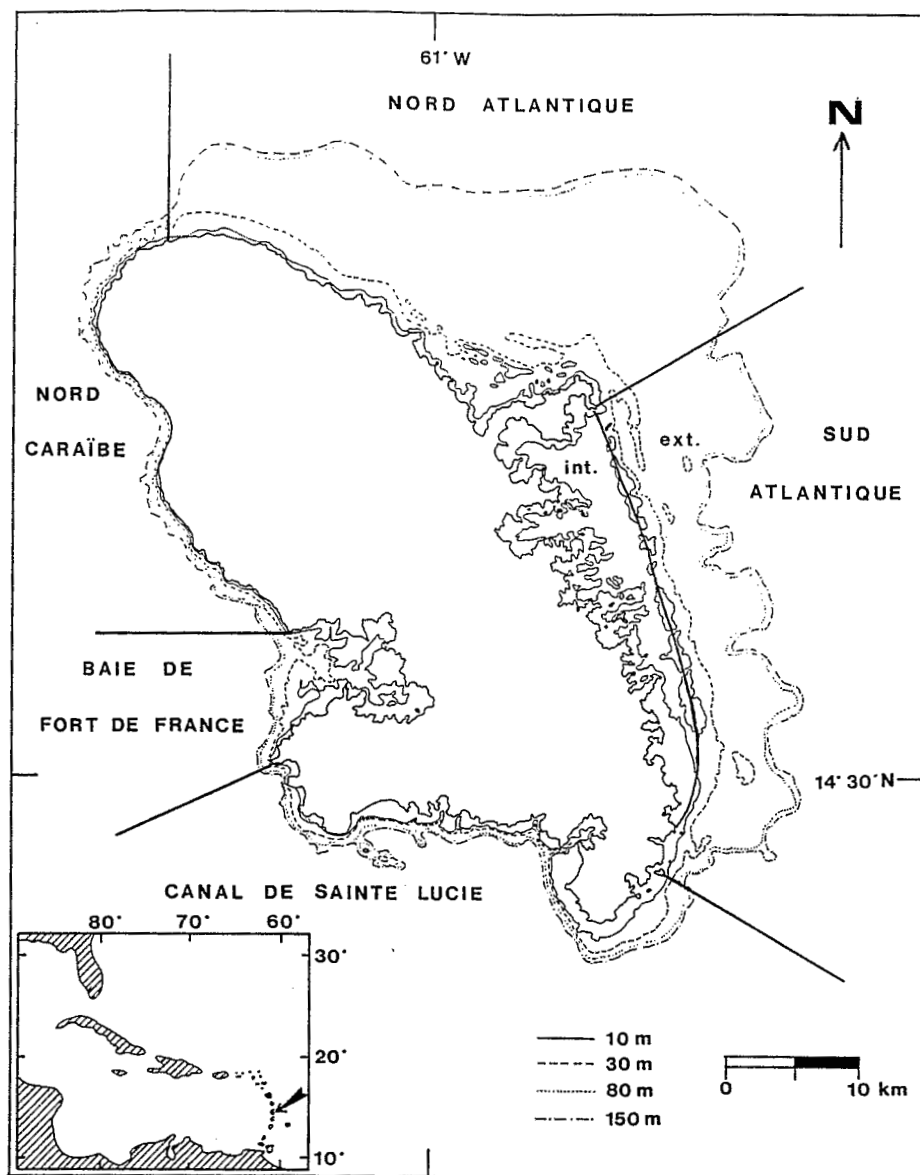 61° W
NORD ATLANTIQUE
N
NORD
CARAÏBE
int.
ext.
SUD
ATLANTIQUE
BAIE DE
FORT DE FRANCE
14° 30' N
CANAL DE SAINTE LUCIE
80° 70° 60°
30°
20°
10°
10 m
30 m
80 m
150 m
0 10 km